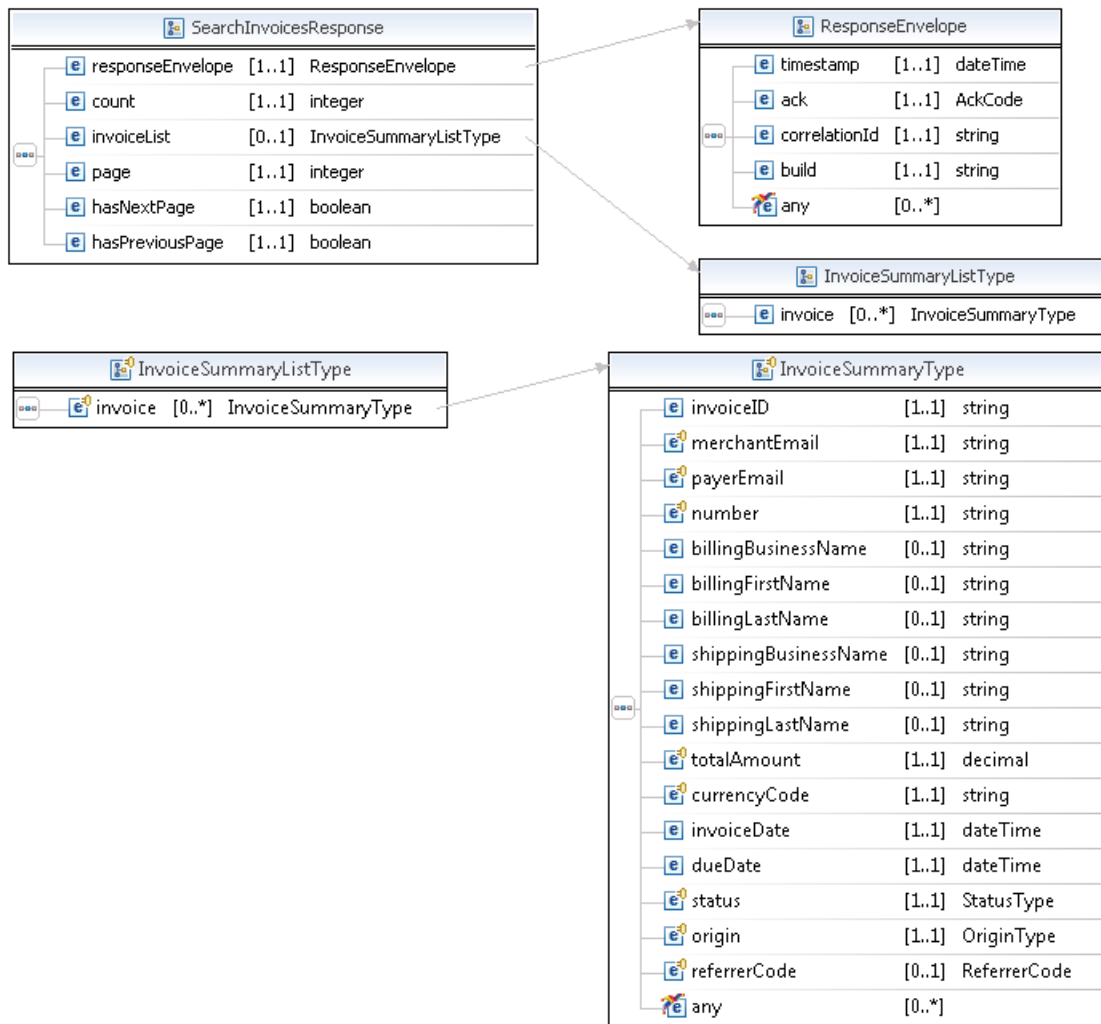 SearchInvoicesResponse
responseEnvelope [1..1] ResponseEnvelope
count [1..1] integer
invoiceList [0..1] InvoiceSummaryListType
page [1..1] integer
hasNextPage [1..1] boolean
hasPreviousPage [1..1] boolean
ResponseEnvelope
timestamp [1..1] dateTime
ack [1..1] AckCode
correlationId [1..1] string
build [1..1] string
any [0..*]
InvoiceSummaryListType
invoice [0..*] InvoiceSummaryType
InvoiceSummaryListType
invoice [0..*] InvoiceSummaryType
InvoiceSummaryType
invoiceID [1..1] string
merchantEmail [1..1] string
payerEmail [1..1] string
number [1..1] string
billingBusinessName [0..1] string
billingFirstName [0..1] string
billingLastName [0..1] string
shippingBusinessName [0..1] string
shippingFirstName [0..1] string
shippingLastName [0..1] string
totalAmount [1..1] decimal
currencyCode [1..1] string
invoiceDate [1..1] dateTime
dueDate [1..1] dateTime
status [1..1] StatusType
origin [1..1] OriginType
referrerCode [0..1] ReferrerCode
any [0..*]